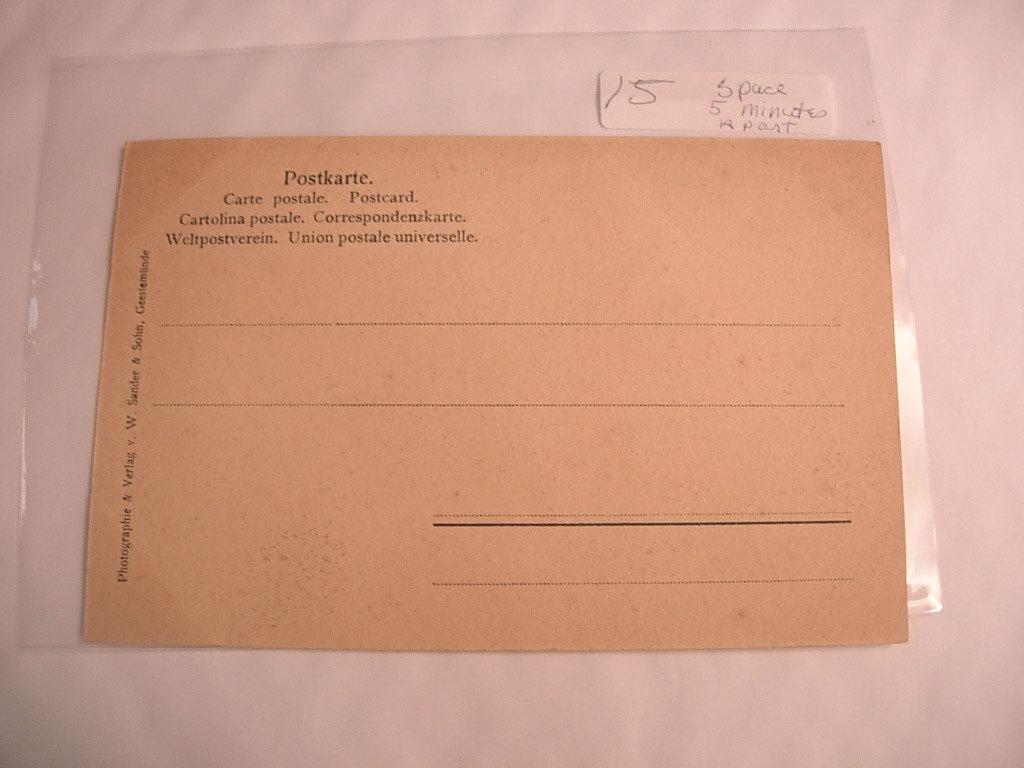 15 Space
5 minutes
apart
Postkarte.
Carte postale. Postcard.
Cartolina postale. Correspondenzkarte.
Weltpostverein. Union postale universelle.
Photographie & Verlag v. W. Sander & Sohn, Geestemünde